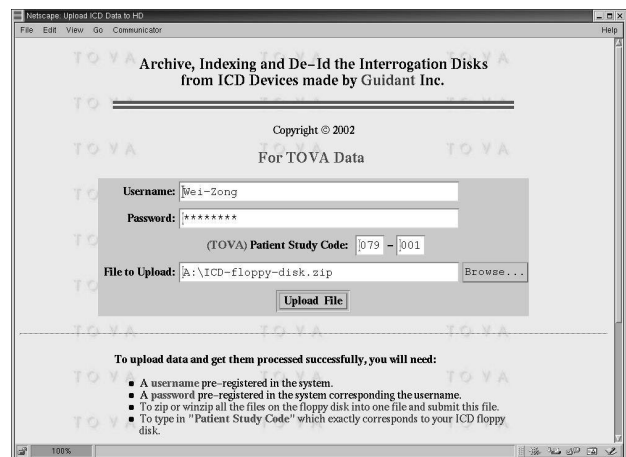 Netscape: Upload ICD Data to HD
File Edit View Go Communicator Help
Archive, Indexing and De-Id the Interrogation Disks
from ICD Devices made by Guidant Inc.
Copyright © 2002
For TOVA Data
Username: Wei-Zong
Password: ********
(TOVA) Patient Study Code: 079 - 001
File to Upload: A:\ICD-floppy-disk.zip Browse...
Upload File
To upload data and get them processed successfully, you will need:
A username pre-registered in the system.
A password pre-registered in the system corresponding the username.
To zip or winzip all the files on the floppy disk into one file and submit this file.
To type in "Patient Study Code" which exactly corresponds to your ICD floppy
disk.
TOVA TOVA TOVA
100%